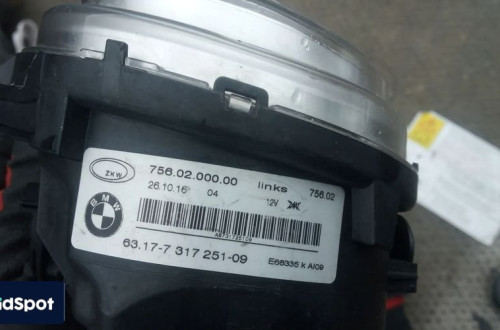 ZKW
756.02.000.00 links 756.02
26.10.16 04 12V
BMW
63.17-7 317 251-09 E68335 k AI09
idSpot